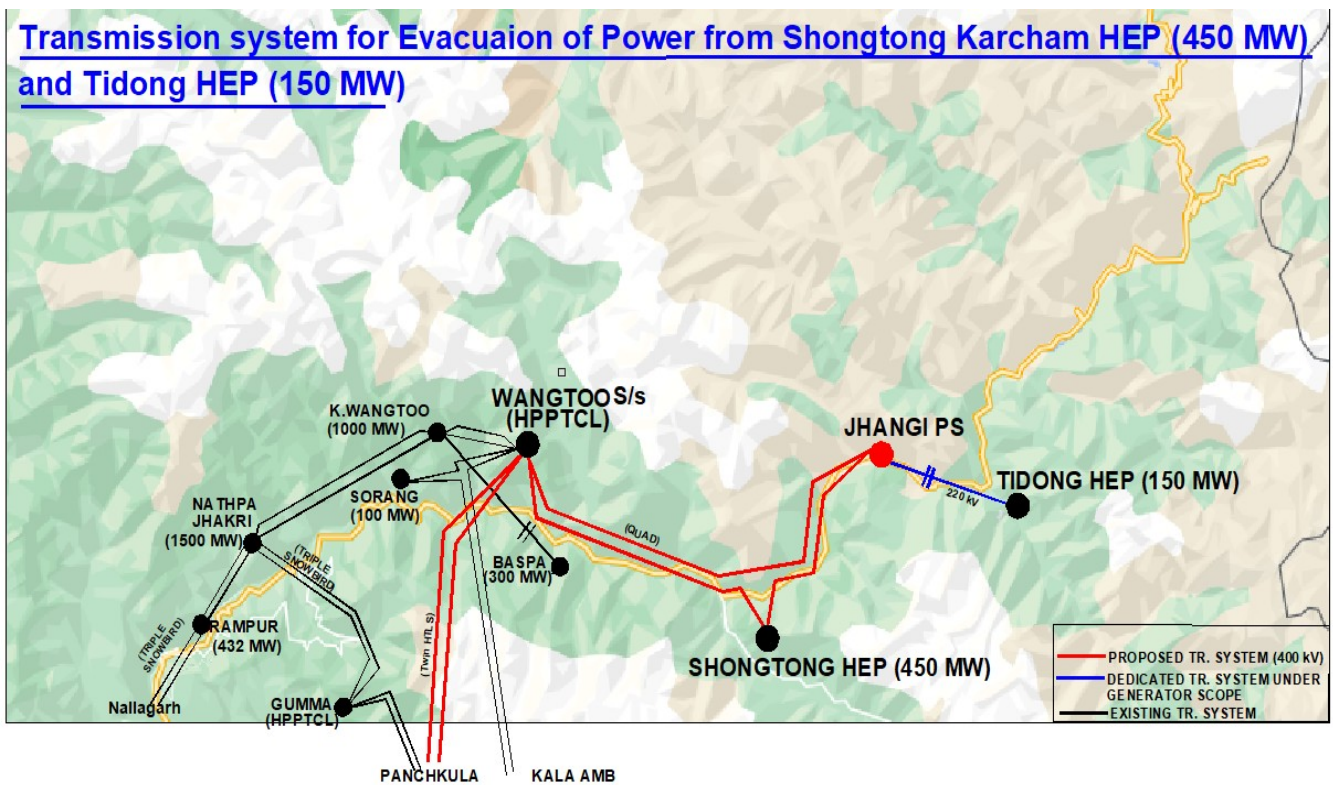 Transmission system for Evacuaion of Power from Shongtong Karcham HEP (450 MW)
and Tidong HEP (150 MW)
K.WANGTOO
(1000 MW)
WANGTOO S/s
(HPPTCL)
JHANGI PS
TIDONG HEP (150 MW)
220 kV
SORANG
(100 MW)
NATHPA
JHAKRI
(1500 MW)
(TRIPLE
SNOWBIRD)
(QUAD)
BASPA
(300 MW)
RAMPUR
(432 MW)
(TRIPLE
SNOWBIRD)
(Twin HTLS)
SHONGTONG HEP (450 MW)
Nallagarh
GUMMA
(HPPTCL)
PANCHKULA
KALA AMB
PROPOSED TR. SYSTEM (400 kV)
DEDICATED TR. SYSTEM UNDER
GENERATOR SCOPE
EXISTING TR. SYSTEM